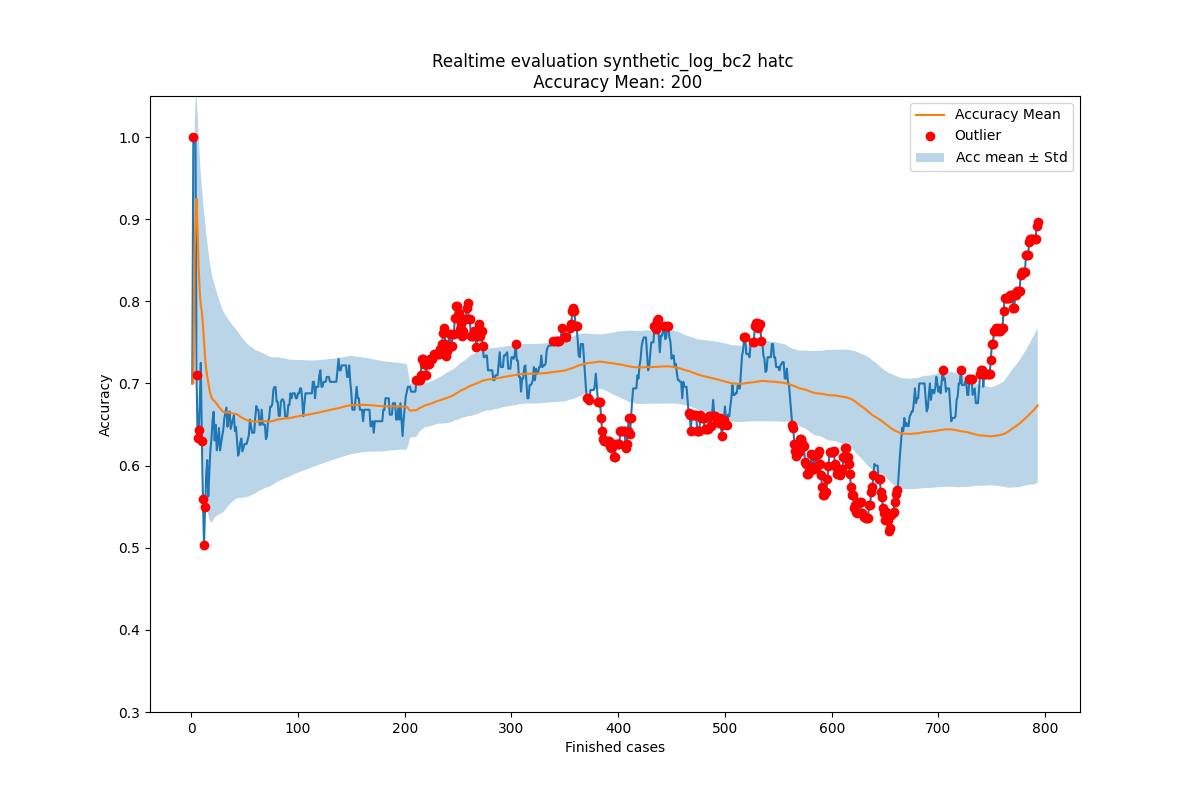 Realtime evaluation synthetic_log_bc2 hatc
Accuracy Mean: 200
Accuracy Mean
Outlier
Acc mean ± Std
1.0
0.9
0.8
0.7
0.6
0.5
0.4
0.3
Accuracy
0 100 200 300 400 500 600 700 800
Finished cases